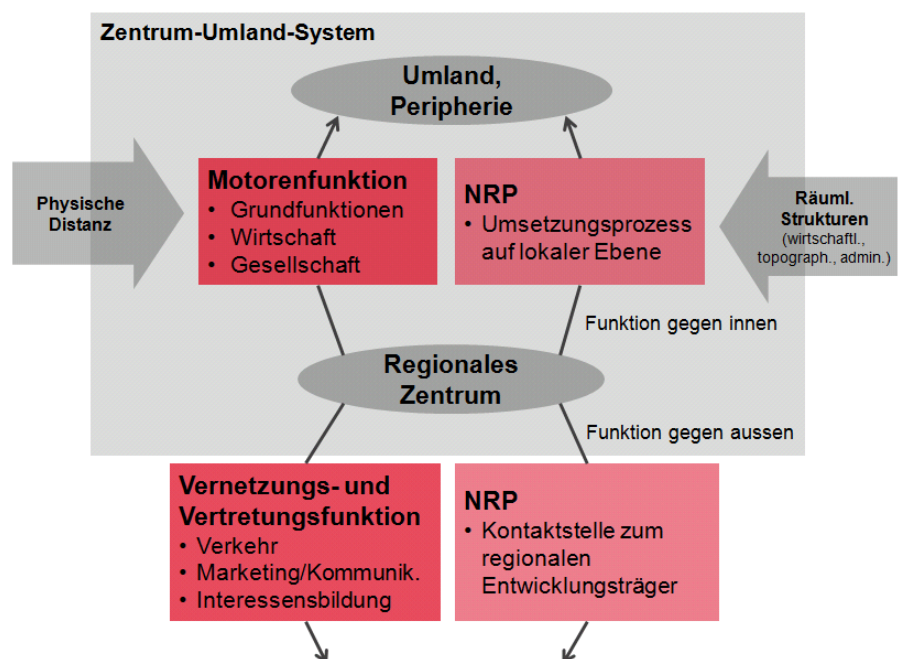 Zentrum-Umland-System
Umland,
Peripherie
Physische
Distanz
Motorenfunktion
• Grundfunktionen
• Wirtschaft
• Gesellschaft
NRP
• Umsetzungsprozess
auf lokaler Ebene
Räuml.
Strukturen
(wirtschaftl.,
topograph., admin.)
Funktion gegen innen
Regionales
Zentrum
Funktion gegen aussen
Vernetzungs- und
Vertretungsfunktion
• Verkehr
• Marketing/Kommunik.
• Interessensbildung
NRP
• Kontaktstelle zum
regionalen
Entwicklungsträger